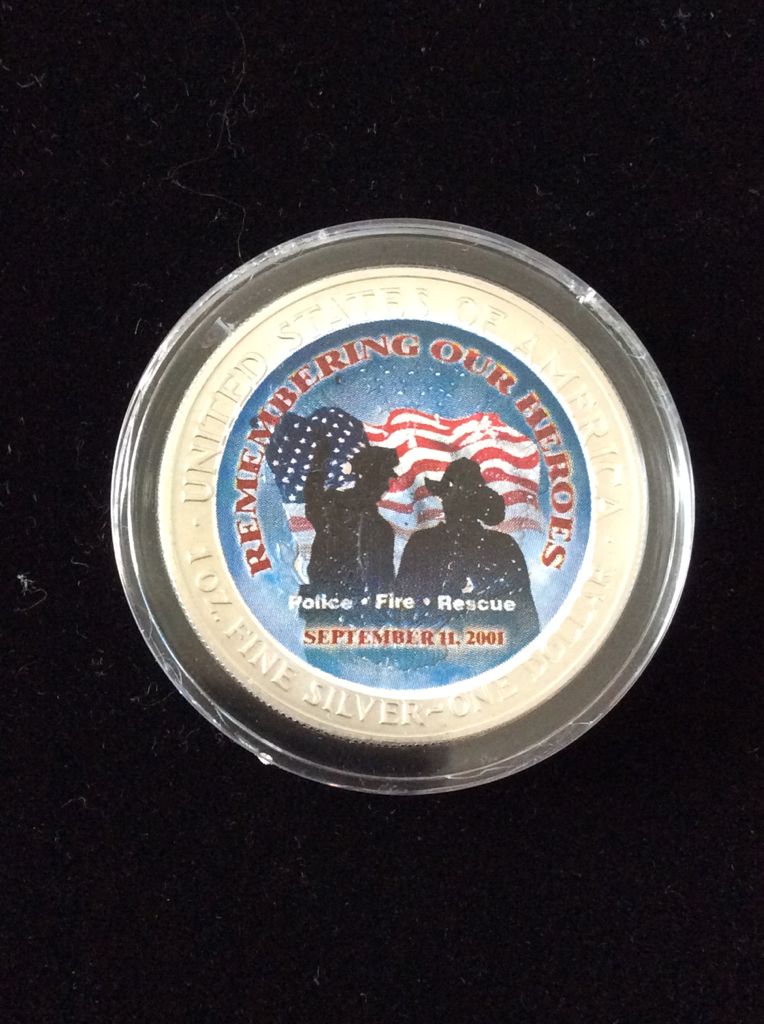 UNITED STATES OF AMERICA
1 OZ. FINE SILVER~ONE DOLLAR
REMEMBERING OUR HEROES
Police • Fire • Rescue
SEPTEMBER 11, 2001